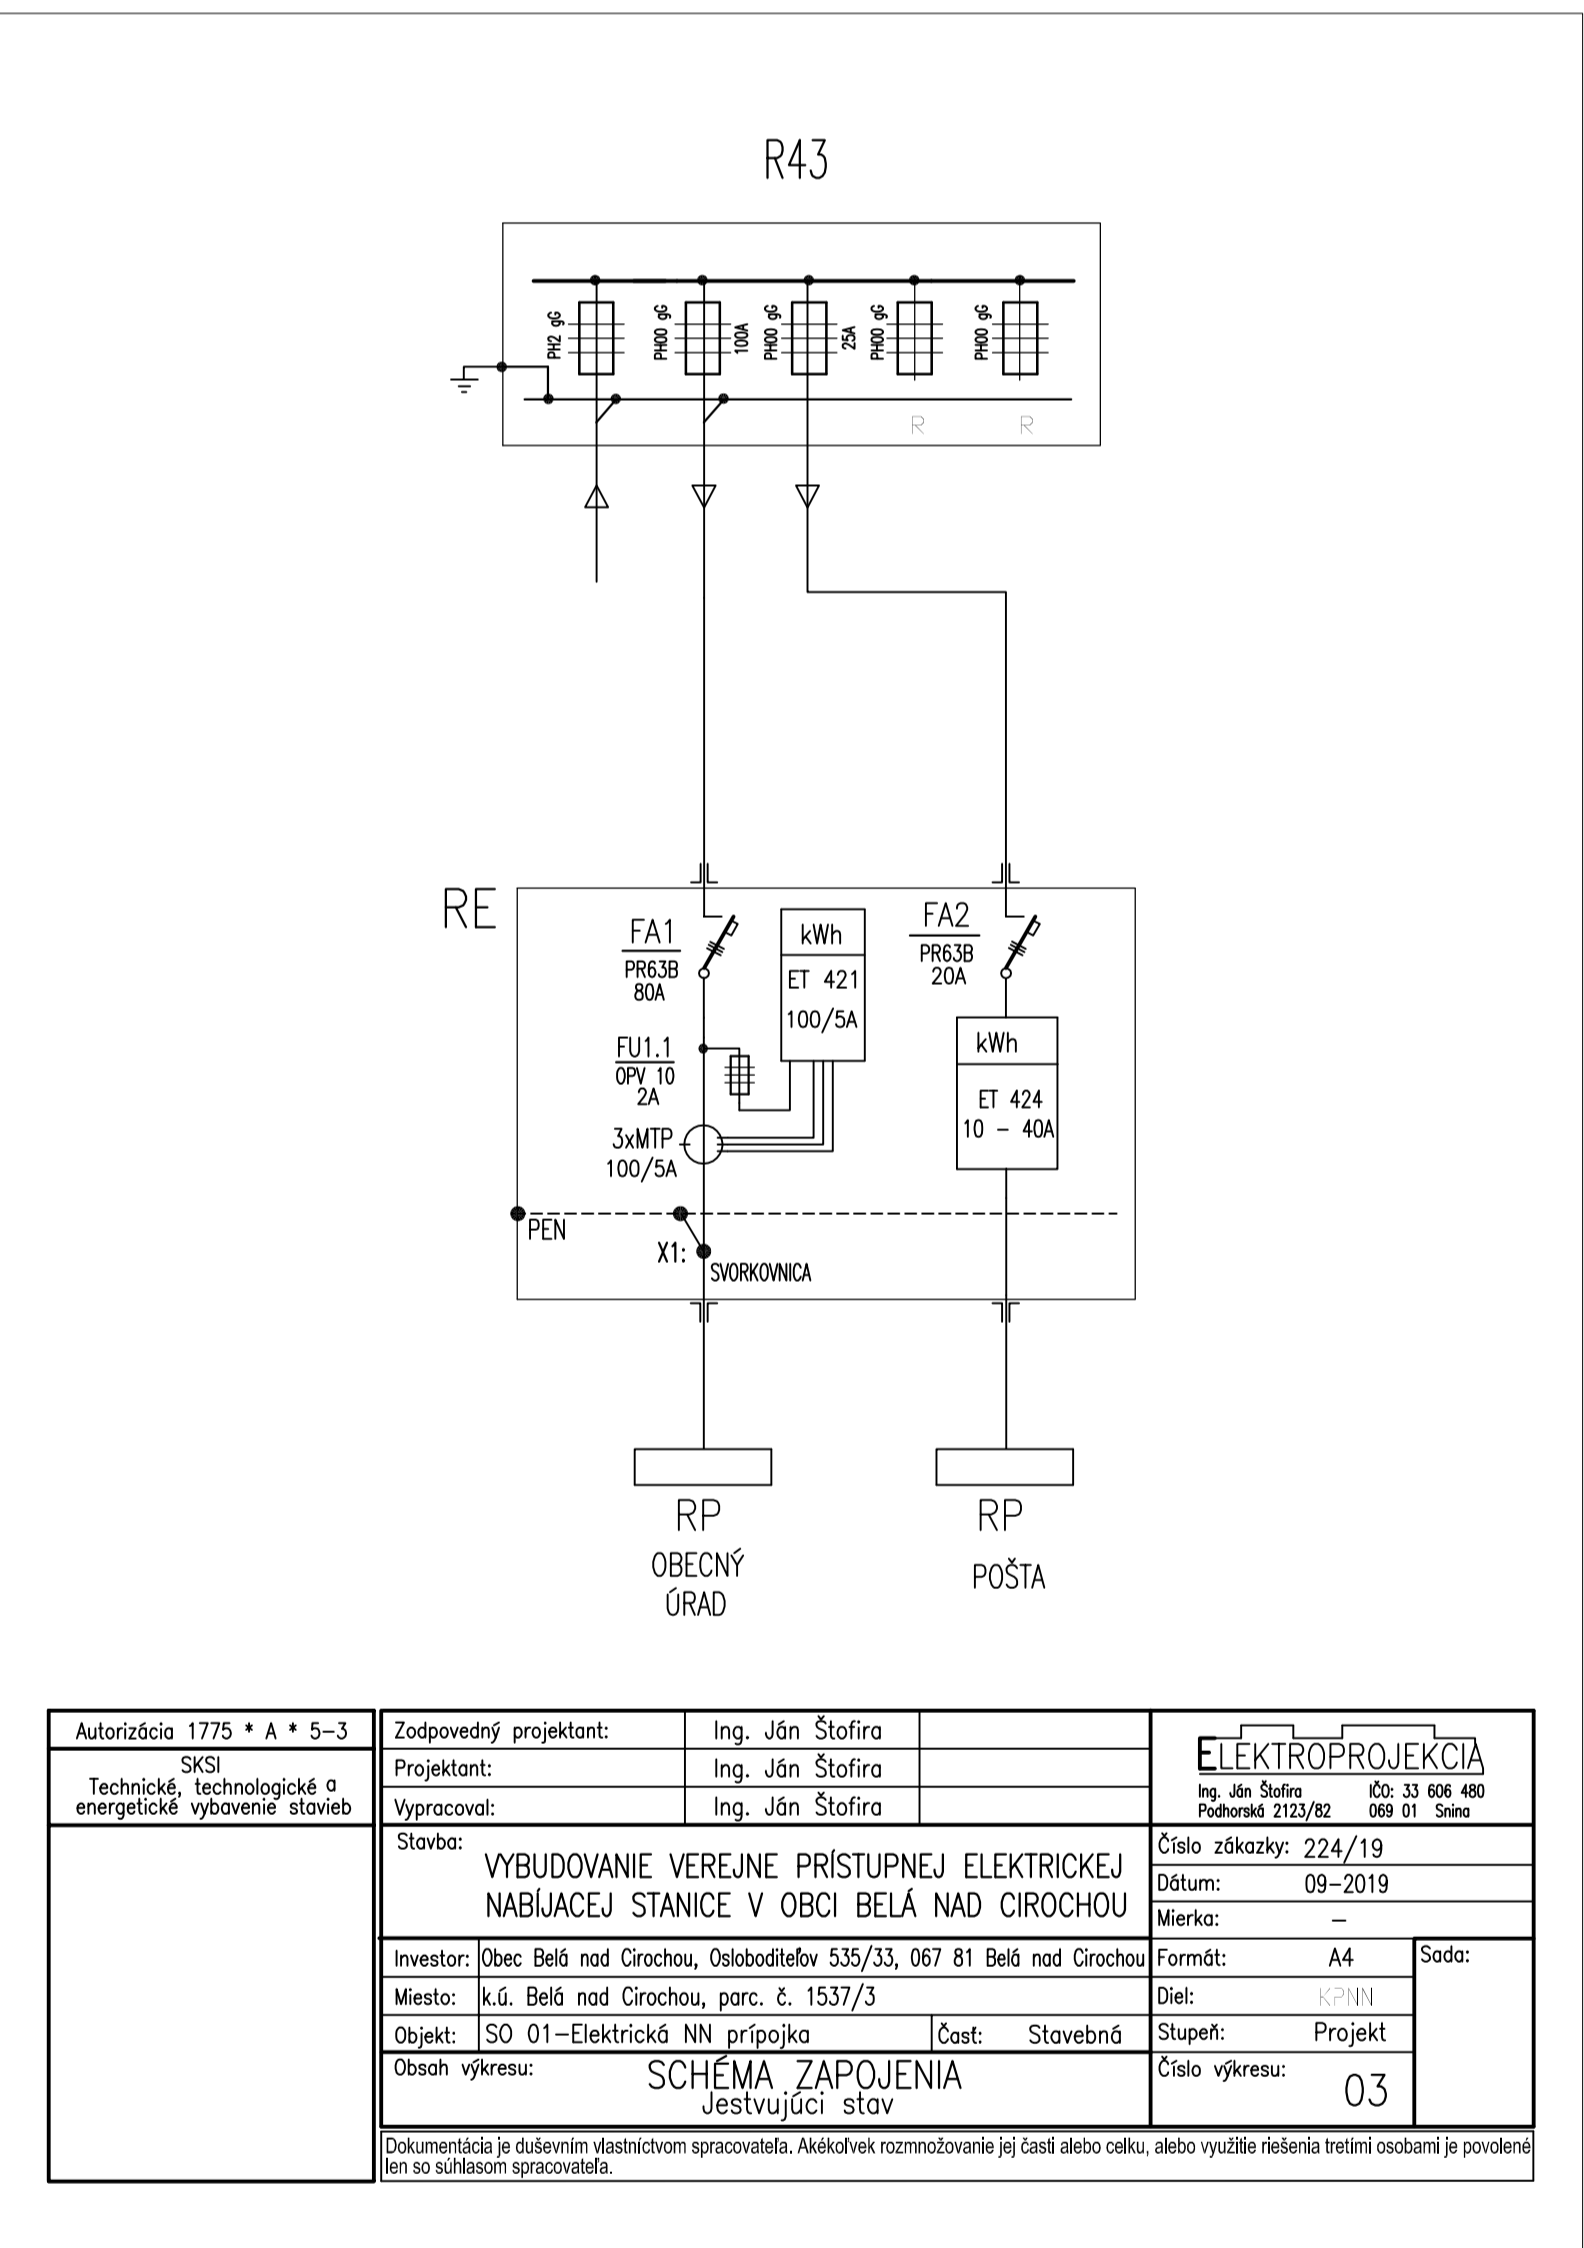 R43
PH2 gG
PH00 gG
100A
PH00 gG
25A
PH00 gG
PH00 gG
R
R
RE
FA1
PR63B
80A
kWh
ET 421
100/5A
FA2
PR63B
20A
FU1.1
OPV 10
2A
kWh
ET 424
10 – 40A
3xMTP
100/5A
PEN
X1:
SVORKOVNICA
RP
OBECNÝ
ÚRAD
RP
POŠTA
Autorizácia 1775 * A * 5-3
SKSI
Technické, technologické a
energetické vybavenie stavieb
Zodpovedný projektant: Ing. Ján Štofira
Projektant: Ing. Ján Štofira
Vypracoval: Ing. Ján Štofira
ELEKTROPROJEKCIA
Ing. Ján Štofira IČO: 33 606 480
Podhorská 2123/82 069 01 Snina
Stavba:
VYBUDOVANIE VEREJNE PRÍSTUPNEJ ELEKTRICKEJ
NABÍJACEJ STANICE V OBCI BELÁ NAD CIROCHOU
Číslo zákazky: 224/19
Dátum: 09-2019
Mierka: –
Investor: Obec Belá nad Cirochou, Osloboditeľov 535/33, 067 81 Belá nad Cirochou
Miesto: k.ú. Belá nad Cirochou, parc. č. 1537/3
Objekt: SO 01-Elektrická NN prípojka Časť: Stavebná
Formát: A4
Sada:
Diel: KPNN
Stupeň: Projekt
Obsah výkresu: SCHÉMA ZAPOJENIA
Jestvujúci stav
Číslo výkresu: 03
Dokumentácia je duševním vlastníctvom spracovateľa. Akékoľvek rozmnožovanie jej časti alebo celku, alebo využitie riešenia tretími osobami je povolené
len so súhlasom spracovateľa.